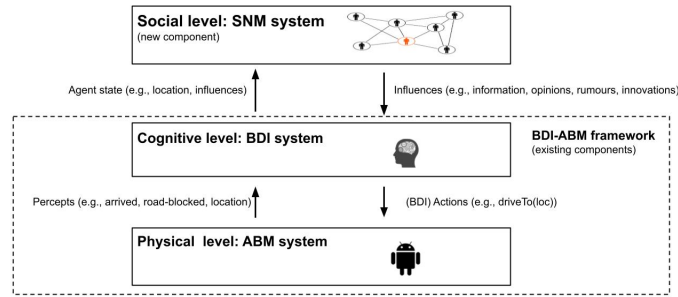 Social level: SNM system
(new component)
Agent state (e.g., location, influences)
Influences (e.g., information, opinions, rumours, innovations)
Cognitive level: BDI system
BDI-ABM framework
(existing components)
Percepts (e.g., arrived, road-blocked, location)
(BDI) Actions (e.g., driveTo(loc))
Physical level: ABM system